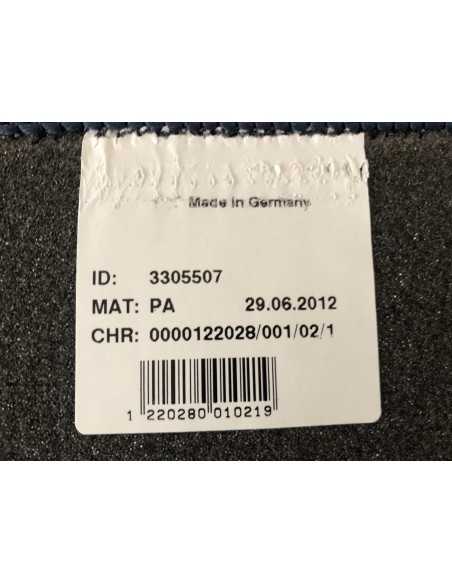 Made in Germany
ID: 3305507
MAT: PA 29.06.2012
CHR: 0000122028/001/02/1
1 220280 010219